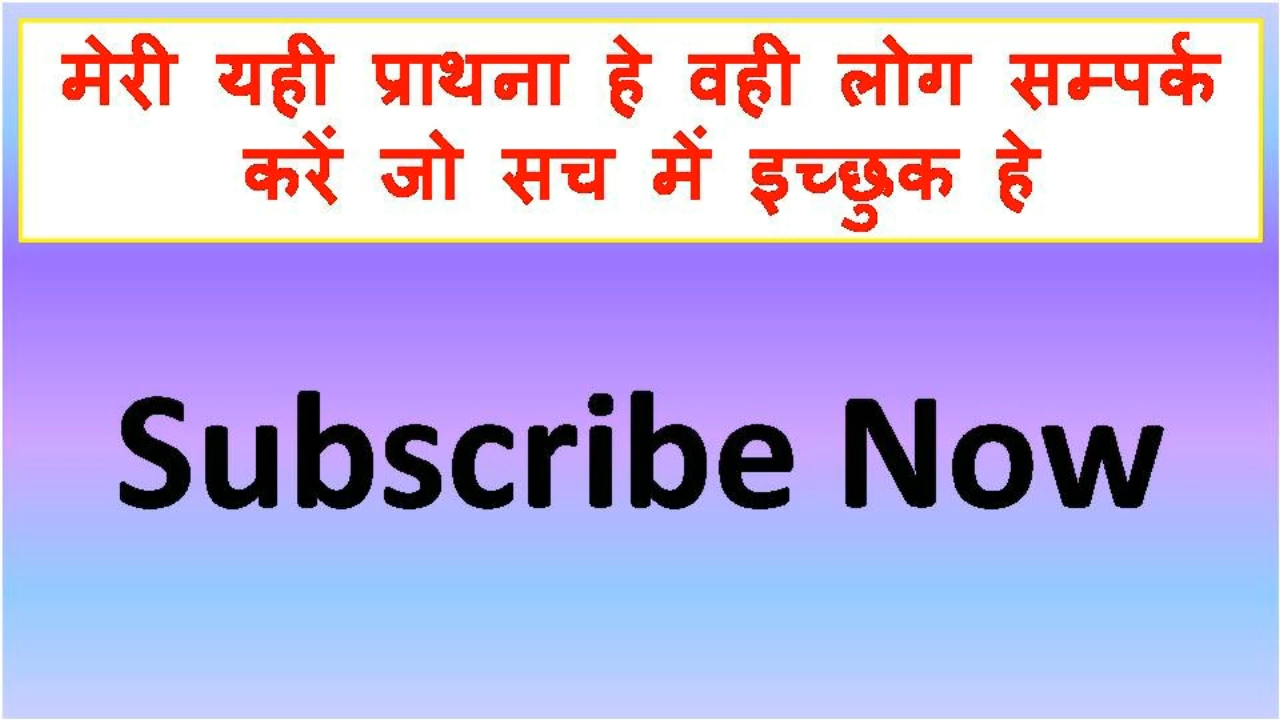 मेरी यही प्राथना हे वही लोग सम्पर्क
करें जो सच में इच्छुक हे
Subscribe Now